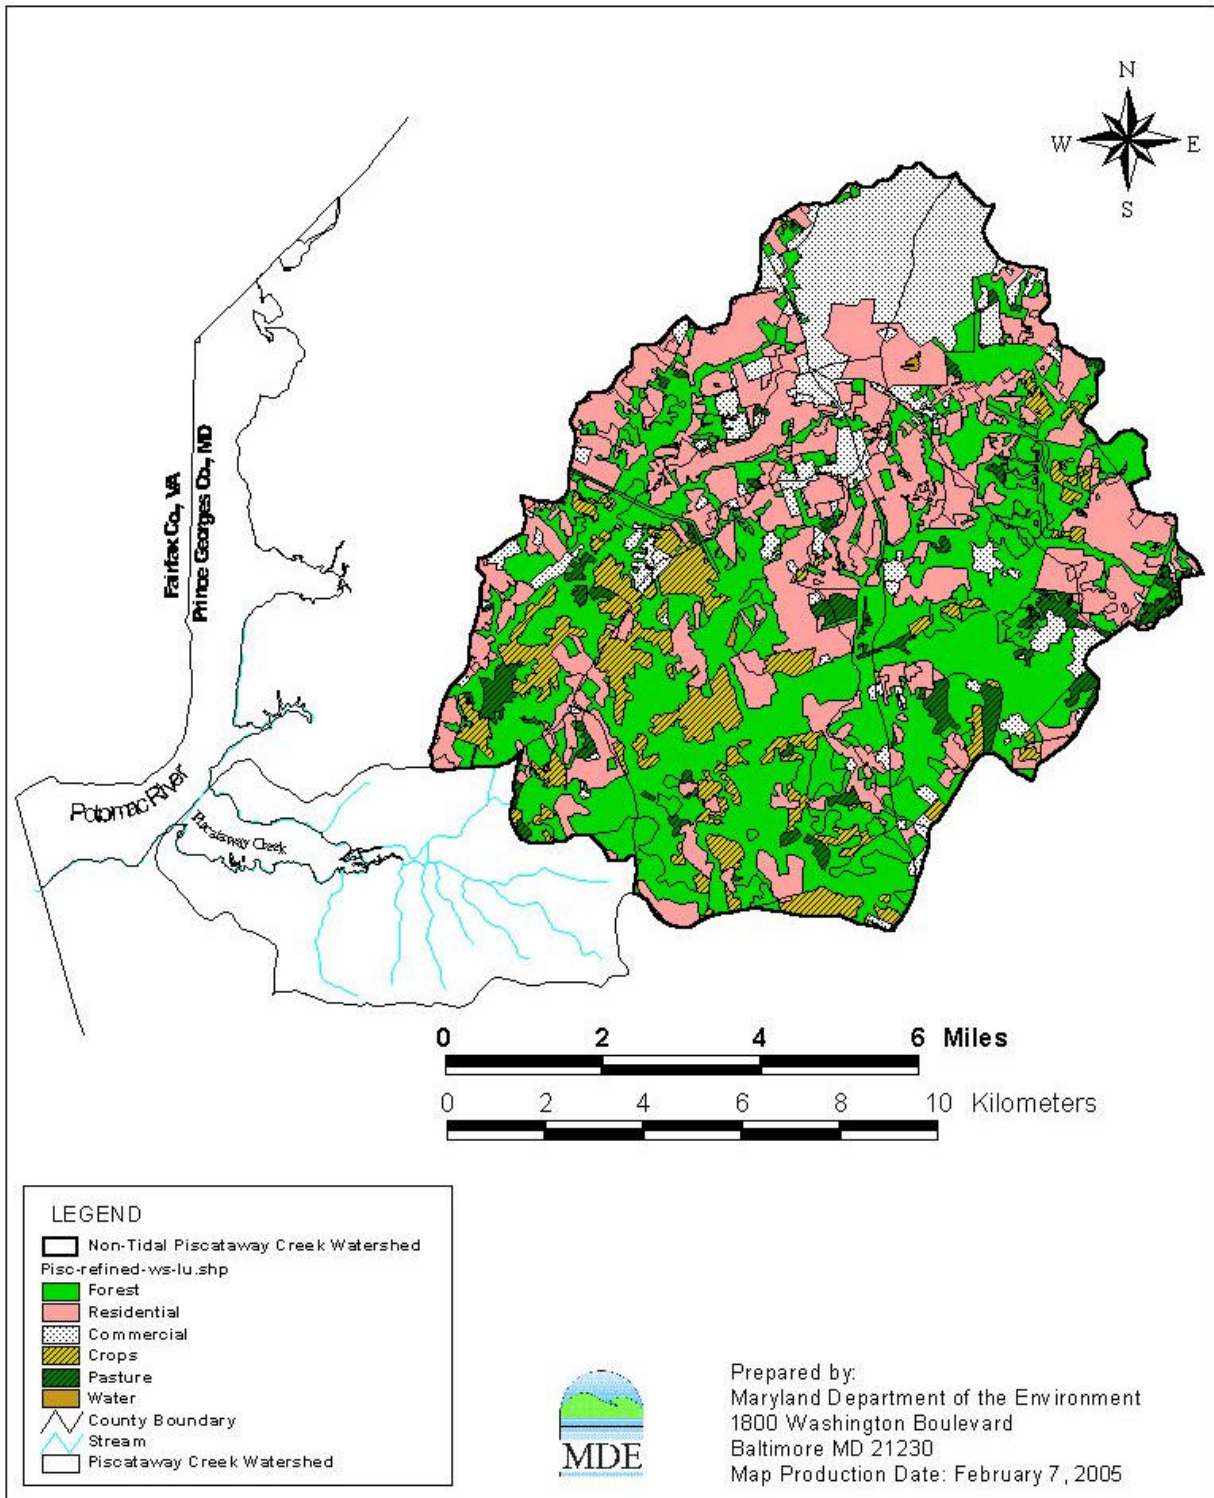 N
W E
S
Fairfax Co., VA
Prince Georges Co., MD
Potomac River
Piscataway Creek
0 2 4 6 Miles
0 2 4 6 8 10 Kilometers
LEGEND
Non-Tidal Piscataway Creek Watershed
Pisc-refined-ws-lu.shp
Forest
Residential
Commercial
Crops
Pasture
Water
County Boundary
Stream
Piscataway Creek Watershed
MDE
Prepared by:
Maryland Department of the Environment
1800 Washington Boulevard
Baltimore MD 21230
Map Production Date: February 7, 2005